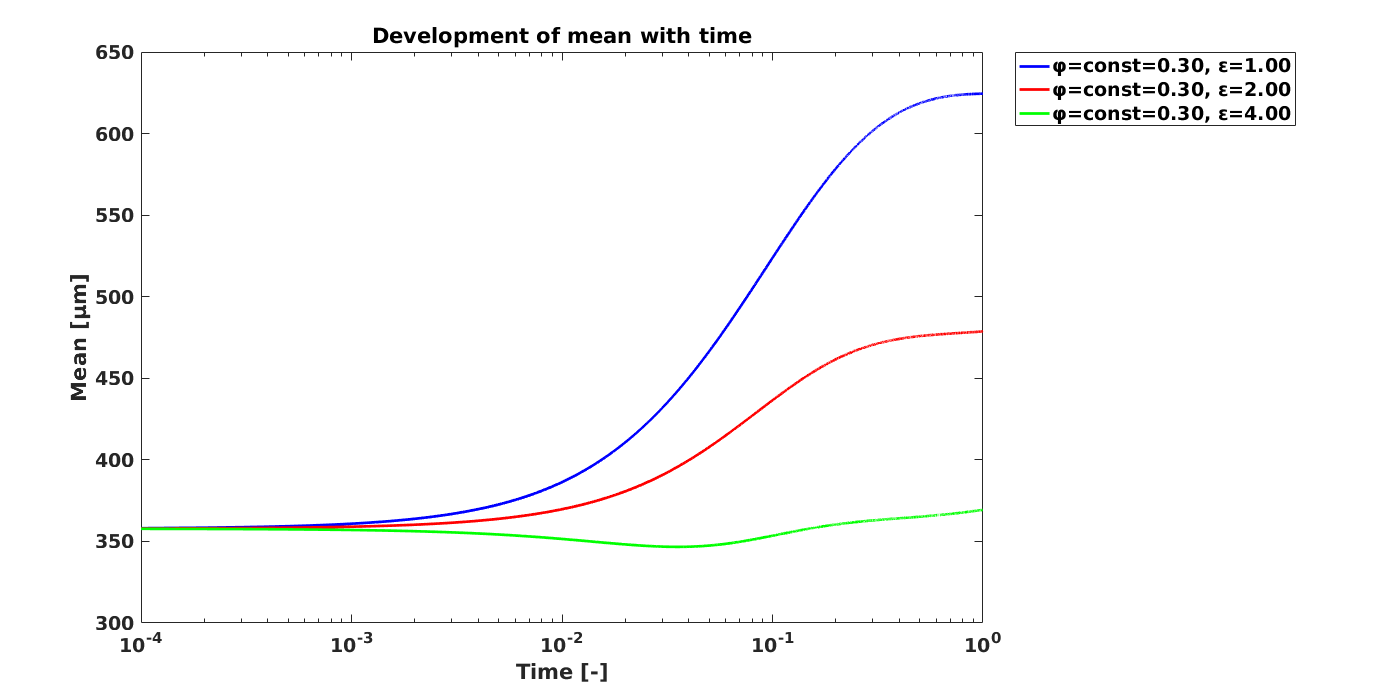 Development of mean with time
φ=const=0.30, ε=1.00
φ=const=0.30, ε=2.00
φ=const=0.30, ε=4.00
Mean [μm]
650
600
550
500
450
400
350
300
10⁻⁴
10⁻³
10⁻²
10⁻¹
10⁰
Time [-]